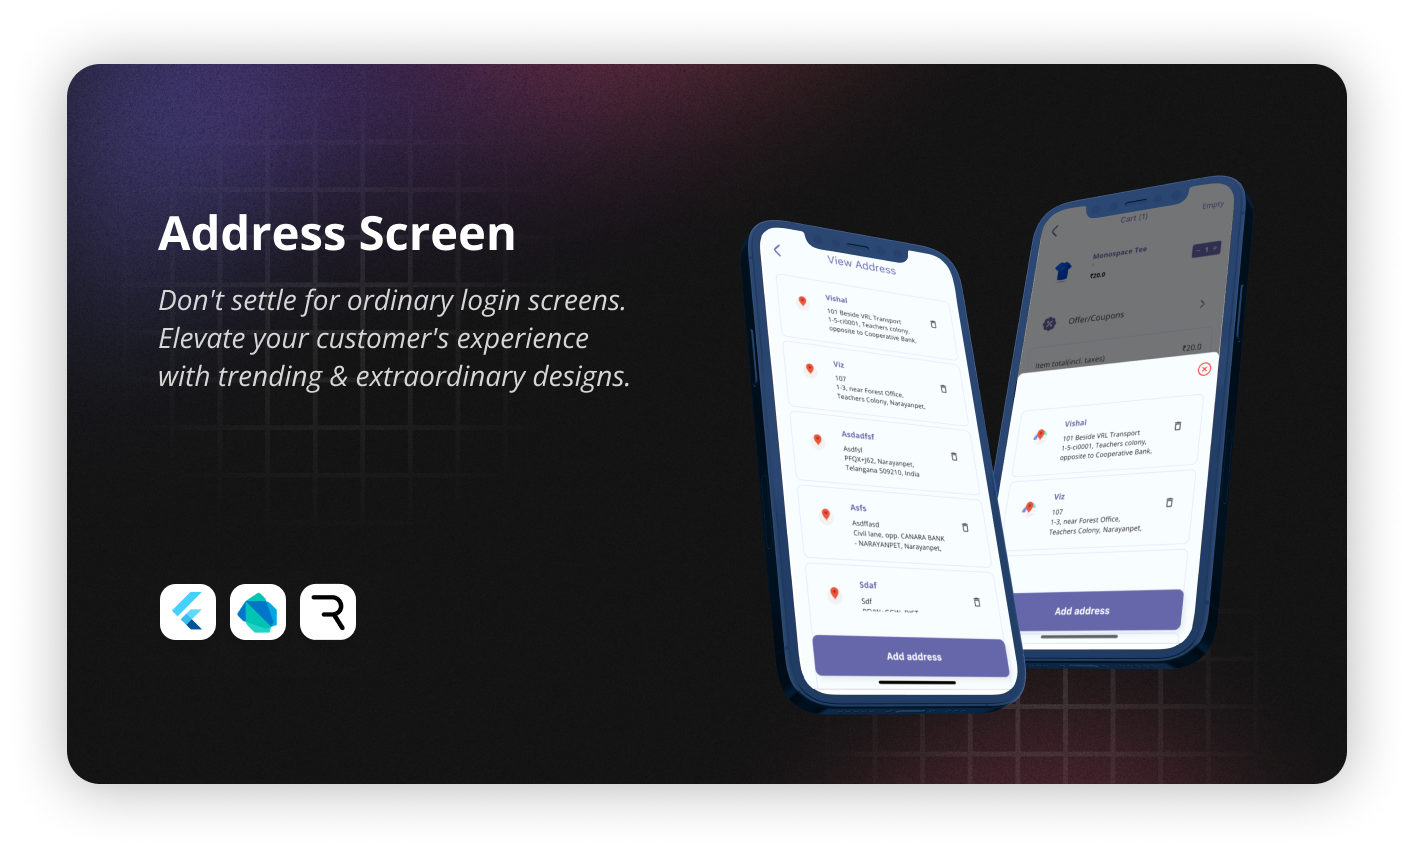 Address Screen
Don't settle for ordinary login screens.
Elevate your customer's experience
with trending & extraordinary designs.
View Address
Vishal
101 Beside VRL Transport
1-5-ci0001, Teachers colony,
opposite to Cooperative Bank,
Viz
107
1-3, near Forest Office,
Teachers Colony, Narayanpet,
Asdadfsf
Asdfsf
PFQX+J62, Narayanpet,
Telangana 509210, India
Asfs
Asdffasd
Civil lane, opp. CANARA BANK
- NARAYANPET, Narayanpet,
Sdaf
Sdf
Add address
Cart (1)
Empty
Monospace Tee
₹20.0
- 1 +
Offer/Coupons
Item total(incl. taxes)
₹20.0
Vishal
101 Beside VRL Transport
1-5-ci0001, Teachers colony,
opposite to Cooperative Bank,
Viz
107
1-3, near Forest Office,
Teachers Colony, Narayanpet,
Add address